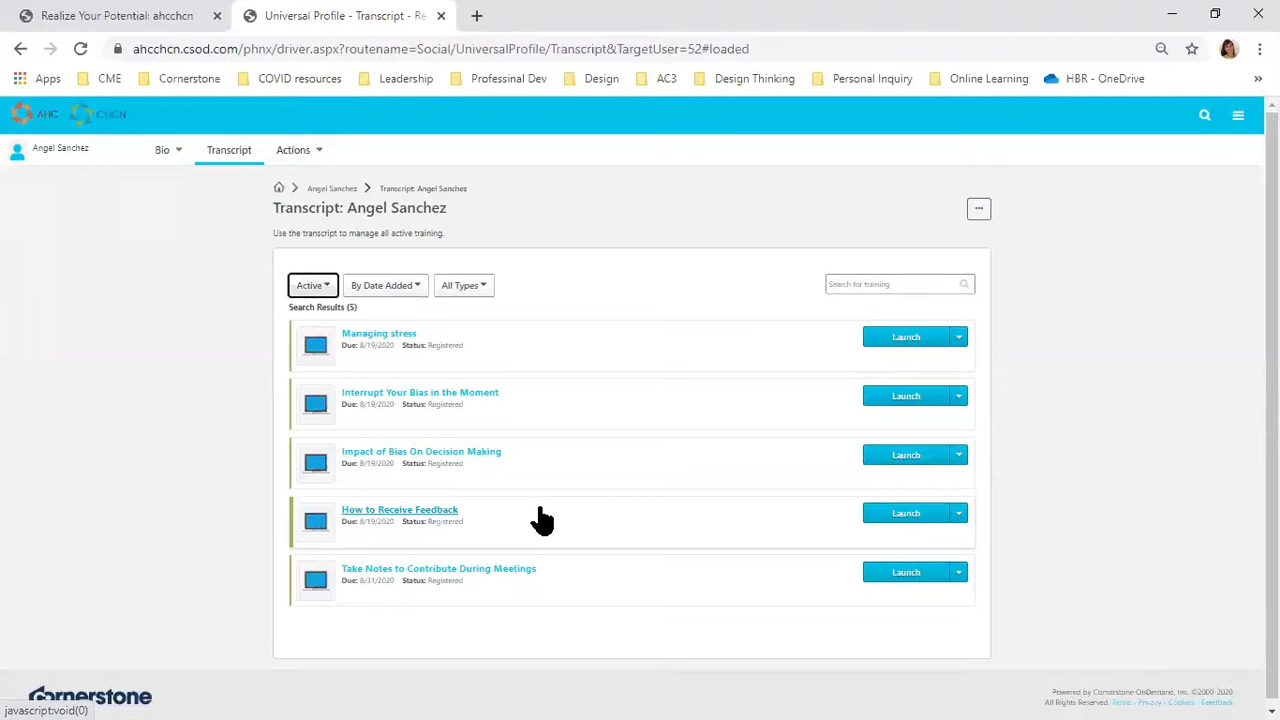 Realize Your Potential: ahcchcn
Universal Profile - Transcript - Re
ahcchcn.csod.com/phnx/driver.aspx?routename=Social/UniversalProfile/Transcript&TargetUser=52#loaded
Apps CME Cornerstone COVID resources Leadership Professinal Dev Design AC3 Design Thinking Personal Inquiry Online Learning HBR - OneDrive »
AHC CHCN
Angel Sanchez Bio Transcript Actions
Angel Sanchez Transcript: Angel Sanchez
Transcript: Angel Sanchez
Use the transcript to manage all active training.
Active By Date Added All Types Search for training
Search Results (5)
Managing stress Launch
Due: 8/19/2020 Status: Registered
Interrupt Your Bias in the Moment Launch
Due: 8/19/2020 Status: Registered
Impact of Bias On Decision Making Launch
Due: 8/19/2020 Status: Registered
How to Receive Feedback Launch
Due: 8/19/2020 Status: Registered
Take Notes to Contribute During Meetings Launch
Due: 8/31/2020 Status: Registered
Cornerstone
Powered by Cornerstone OnDemand, Inc. ©2000-2020
All Rights Reserved. Terms - Privacy - Cookies - Feedback
javascript:void(0)